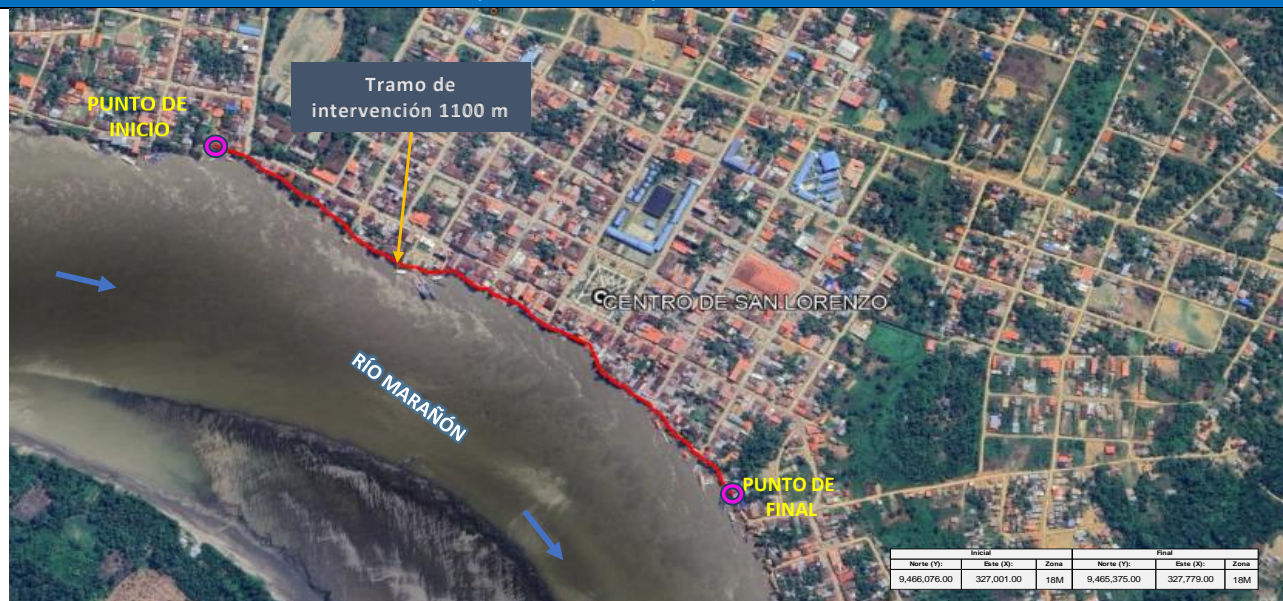 Tramo de
intervención 1100 m
PUNTO DE
INICIO
CENTRO DE SAN LORENZO
RÍO MARAÑÓN
PUNTO DE
FINAL
Inicial Final
Norte (Y): Este (X): Zona Norte (Y): Este (X): Zona
9,466,076.00 327,001.00 18M 9,465,375.00 327,779.00 18M